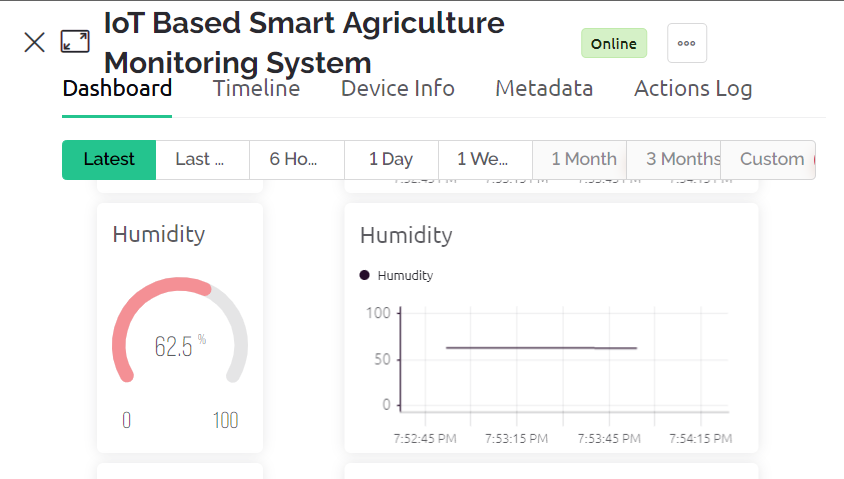 IoT Based Smart Agriculture
Monitoring System
Online
Dashboard Timeline Device Info Metadata Actions Log
Latest Last ... 6 Ho... 1 Day 1 We... 1 Month 3 Months Custom
7:52:45 PM 7:53:15 PM 7:53:45 PM 7:54:15 PM
Humidity
62.5 %
0 100
Humidity
Humudity
100
50
0
7:52:45 PM 7:53:15 PM 7:53:45 PM 7:54:15 PM